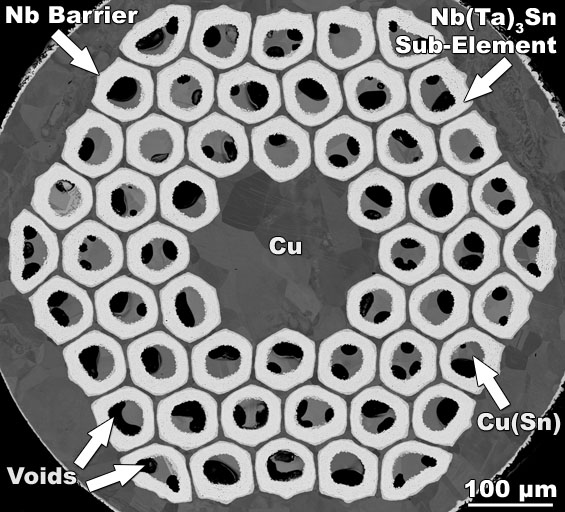 Nb Barrier
Nb(Ta)₃Sn
Sub-Element
Cu
Cu(Sn)
Voids
100 µm